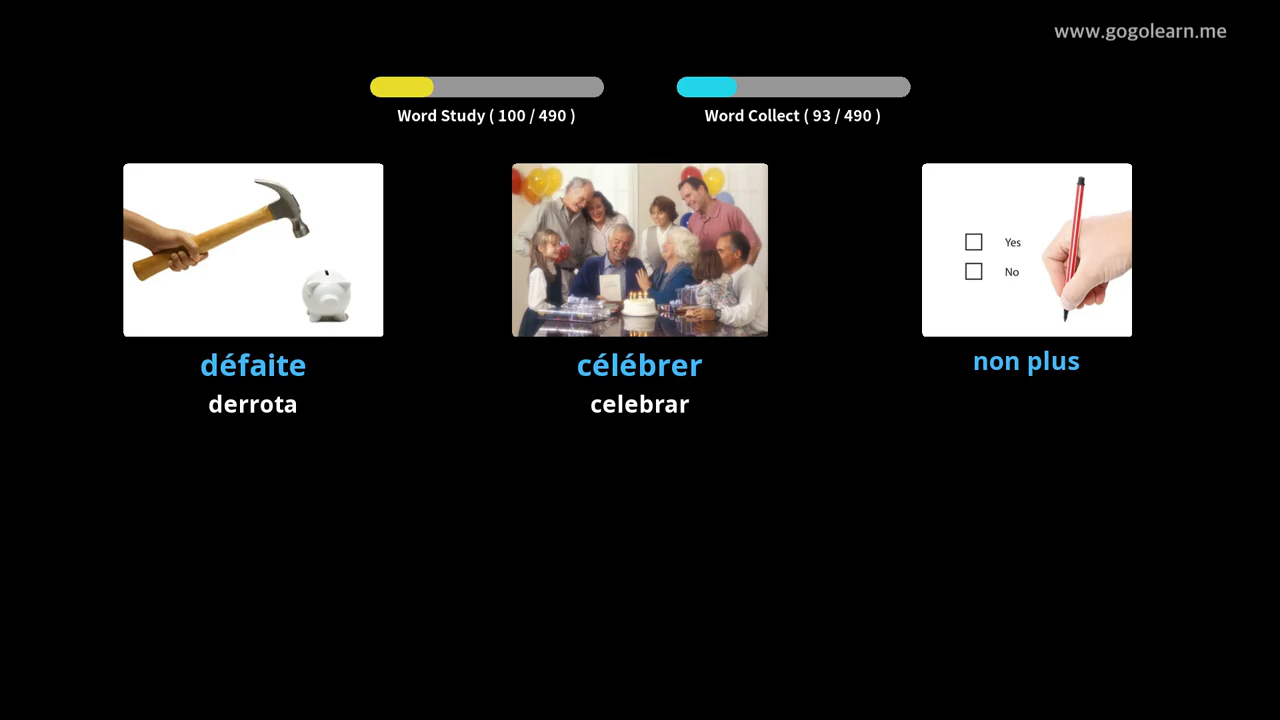 www.gogolearn.me
Word Study ( 100 / 490 )
Word Collect ( 93 / 490 )
Yes
No
défaite
célébrer
non plus
derrota
celebrar